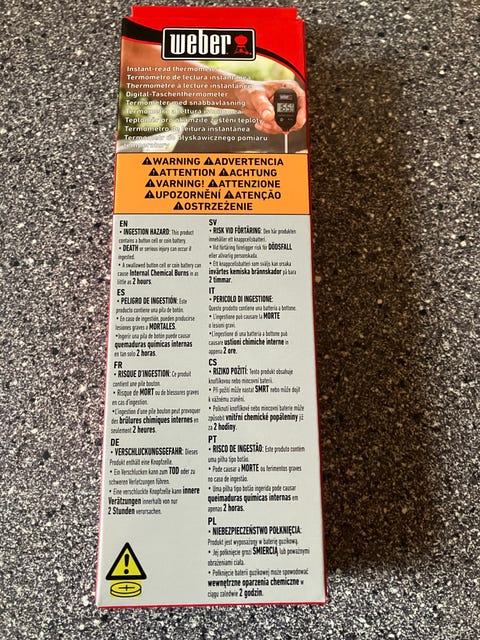 weber
Instant-read thermometer
Termómetro de lectura instantánea
Thermomètre à lecture instantanée
Digital-Taschenthermometer
Termometer med snabbavläsning
Termometro
Teploměr pro okamžité zjištění teploty
Termómetro de leitura instantânea
Termometr do błyskawicznego pomiaru
temperatury
WARNING ADVERTENCIA
ATTENTION ACHTUNG
VARNING! ATTENZIONE
UPOZORNĚNÍ ATENÇÃO
OSTRZEŻENIE
EN
• INGESTION HAZARD: This product
contains a button cell or coin battery.
• DEATH or serious injury can occur if
ingested.
• A swallowed button cell or coin battery can
cause Internal Chemical Burns in as
little as 2 hours.
ES
• PELIGRO DE INGESTIÓN: Este
producto contiene una pila de botón.
• En caso de ingestión, pueden producirse
lesiones graves o MORTALES.
•Ingerir una pila de botón puede causar
quemaduras químicas internas
en tan solo 2 horas.
FR
• RISQUE D'INGESTION: Ce produit
contient une pile bouton.
• Risque de MORT ou de blessures graves
en cas d'ingestion.
•L'ingestion d'une pile bouton peut provoquer
des brûlures chimiques internes en
seulement 2 heures.
DE
• VERSCHLUCKUNGSGEFAHR: Dieses
Produkt enthält eine Knopfzelle.
• Ein Verschlucken kann zum TOD oder zu
schweren Verletzungen führen.
• Eine verschluckte Knopfzelle kann innere
Verätzungen innerhalb von nur
2 Stunden verursachen.
SV
• RISK VID FÖRTÄRING: Den här produkten
innehåller ett knappcellsbatteri.
• Vid förtäring föreligger risk för DÖDSFALL
eller allvarlig personskada.
• Ett knappcellsbatteri som sväljs kan orsaka
invärtes kemiska brännskador på bara
2 timmar.
IT
• PERICOLO DI INGESTIONE:
Questo prodotto contiene una batteria a bottone.
• L'ingestione può causare la MORTE
o lesioni gravi.
•L'ingestione di una batteria a bottone può
causare ustioni chimiche interne in
appena 2 ore.
CS
• RIZIKO POŽITÍ: Tento produkt obsahuje
knoflíkovou nebo mincovní baterii.
• Při požití může nastat SMRT nebo může dojít
k vážnému zranění.
• Polknutí knoflíkové nebo mincovní baterie může
způsobit vnitřní chemické popáleniny již
za 2 hodiny.
PT
• RISCO DE INGESTÃO: Este produto contém
uma pilha tipo botão.
• Pode causar a MORTE ou ferimentos graves
no caso de ingestão.
• Uma pilha tipo botão ingerida pode causar
queimaduras químicas internas em
apenas 2 horas.
PL
• NIEBEZPIECZEŃSTWO POŁKNIĘCIA:
Produkt jest wyposażony w baterię guzikową.
• Jej połknięcie grozi ŚMIERCIĄ lub poważnymi
obrażeniami ciała.
• Połknięcie baterii guzikowej może spowodować
wewnętrzne oparzenia chemiczne w
ciągu zaledwie 2 godzin.